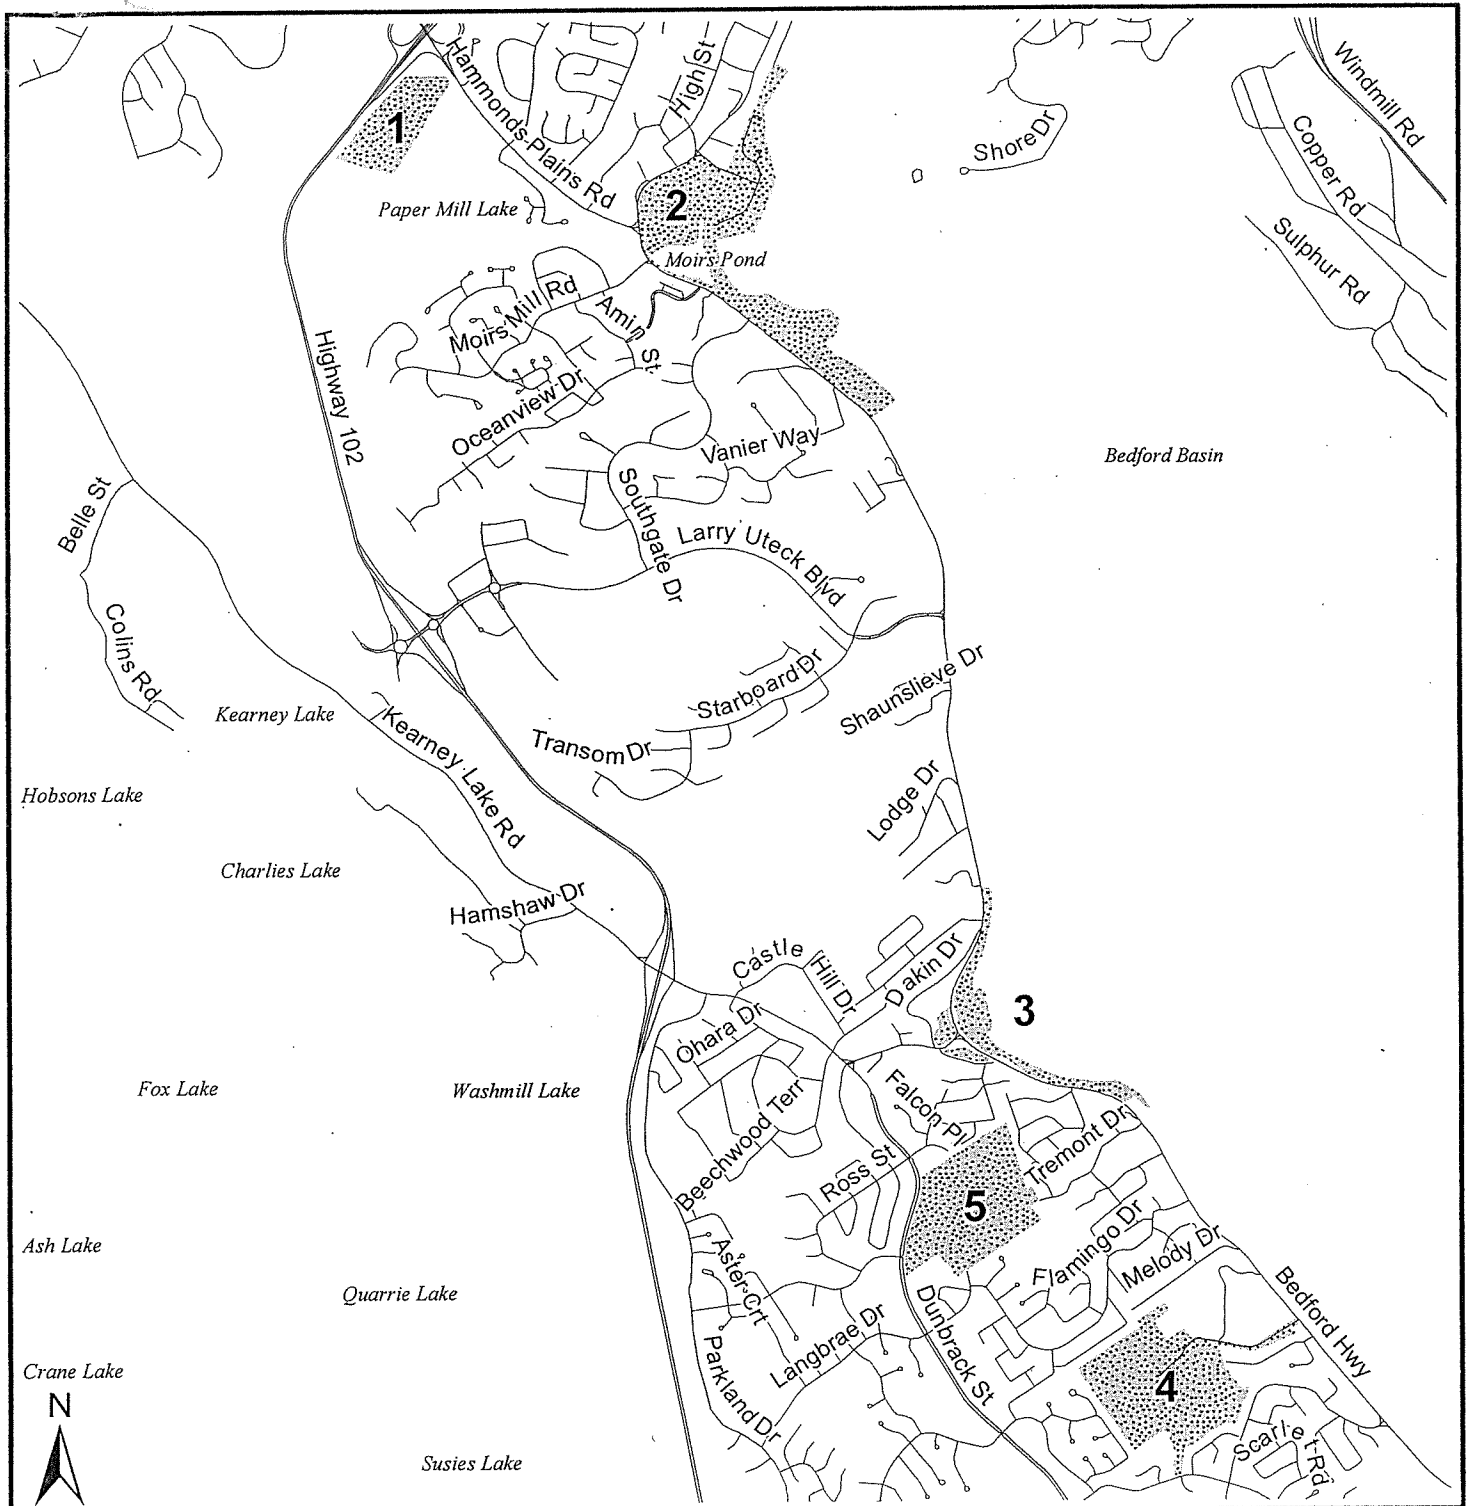 Hammonds Plains Rd
High St
Windmill Rd
1
Shore Dr
Copper Rd
Paper Mill Lake
2
Sulphur Rd
Moirs Pond
Moirs Mill Rd
Amin St
Highway 102
Oceanview Dr
Vanier Way
Bedford Basin
Belle St
Southgate Dr
Larry Uteck Blvd
Colins Rd
Starboard Dr
Shaunslieve Dr
Kearney Lake
Kearney Lake Rd
Transom Dr
Hobsons Lake
Lodge Dr
Charlies Lake
Hamshaw Dr
Castle Hill Dr
Dakin Dr
3
Ohara Dr
Fox Lake
Washmill Lake
Falcon Pl
Beechwood Terr
Tremont Dr
Ross St
5
Ash Lake
Aster Crt
Flamingo Dr
Melody Dr
Quarrie Lake
Dunbrack St
Bedford Hwy
Langbrae Dr
Crane Lake
Parkland Dr
4
N
Scarlet Rd
Susies Lake